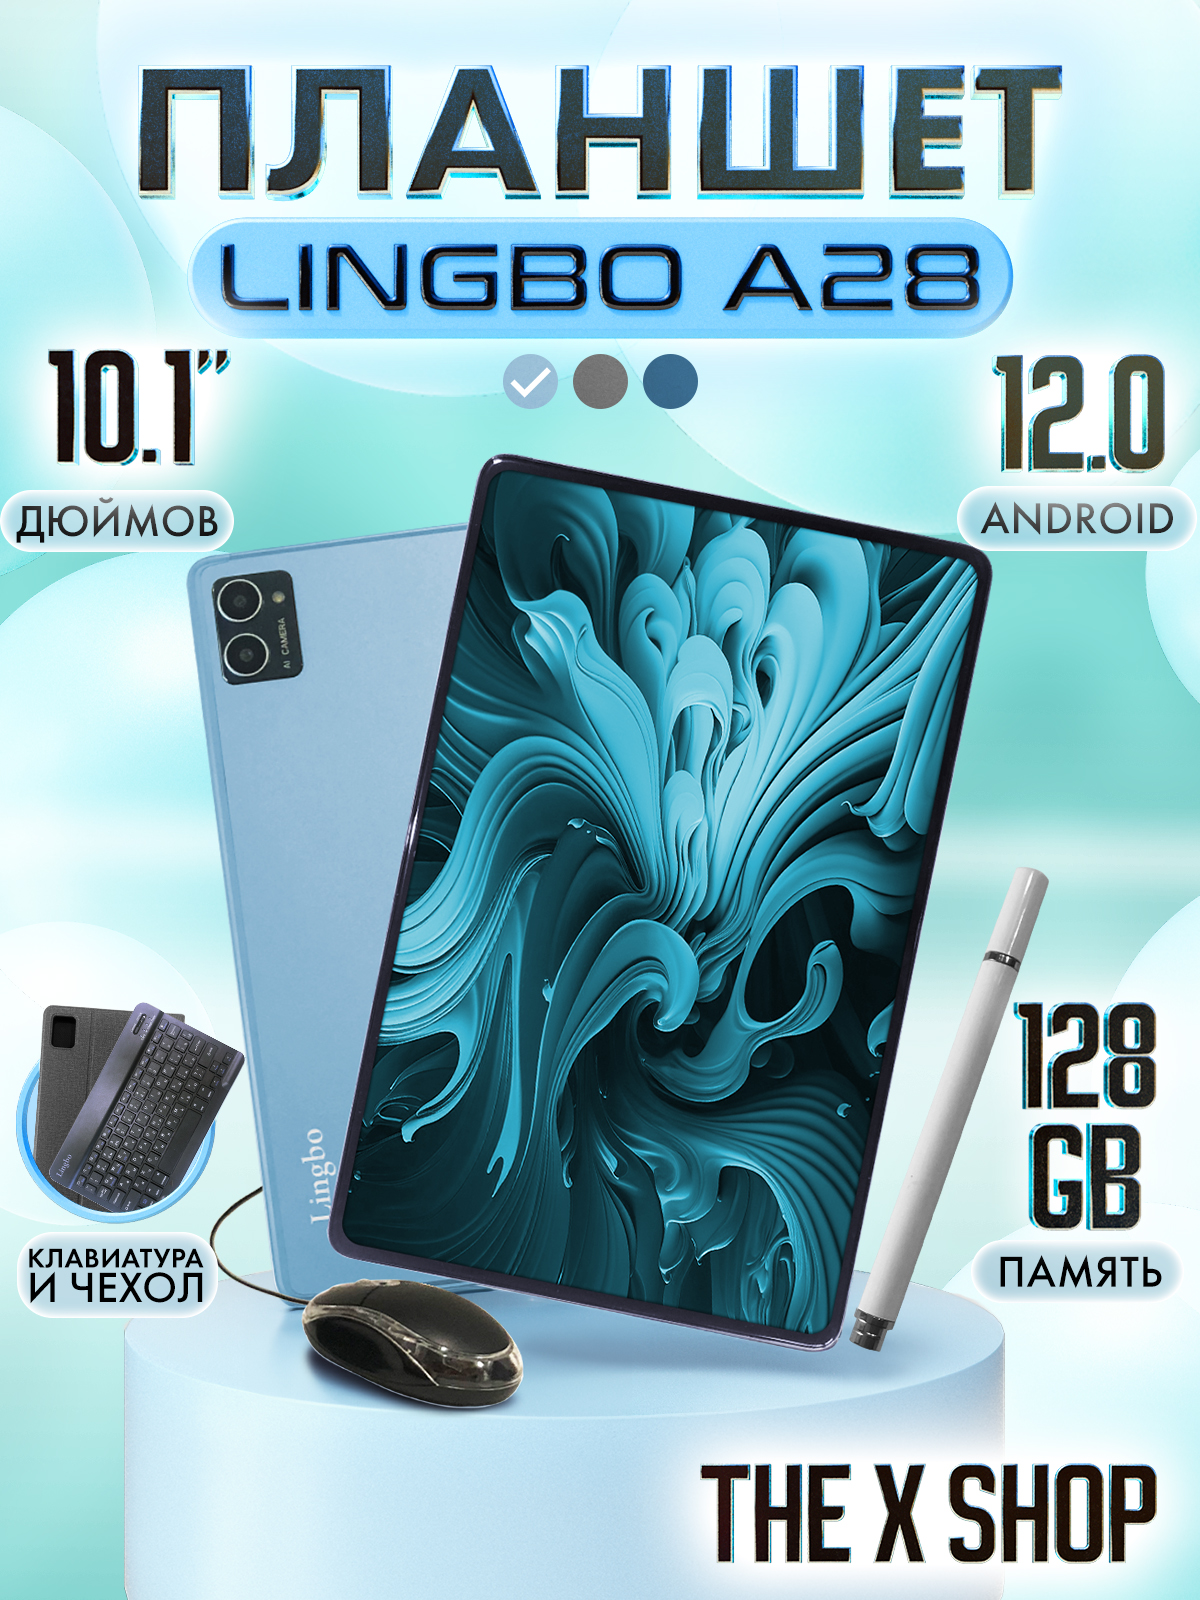 ПЛАНШЕТ
LINGBO A28
10.1”
ДЮЙМОВ
12.0
ANDROID
AI CAMERA
Lingbo
128
GB
ПАМЯТЬ
Lingbo
КЛАВИАТУРА
И ЧЕХОЛ
THE X SHOP